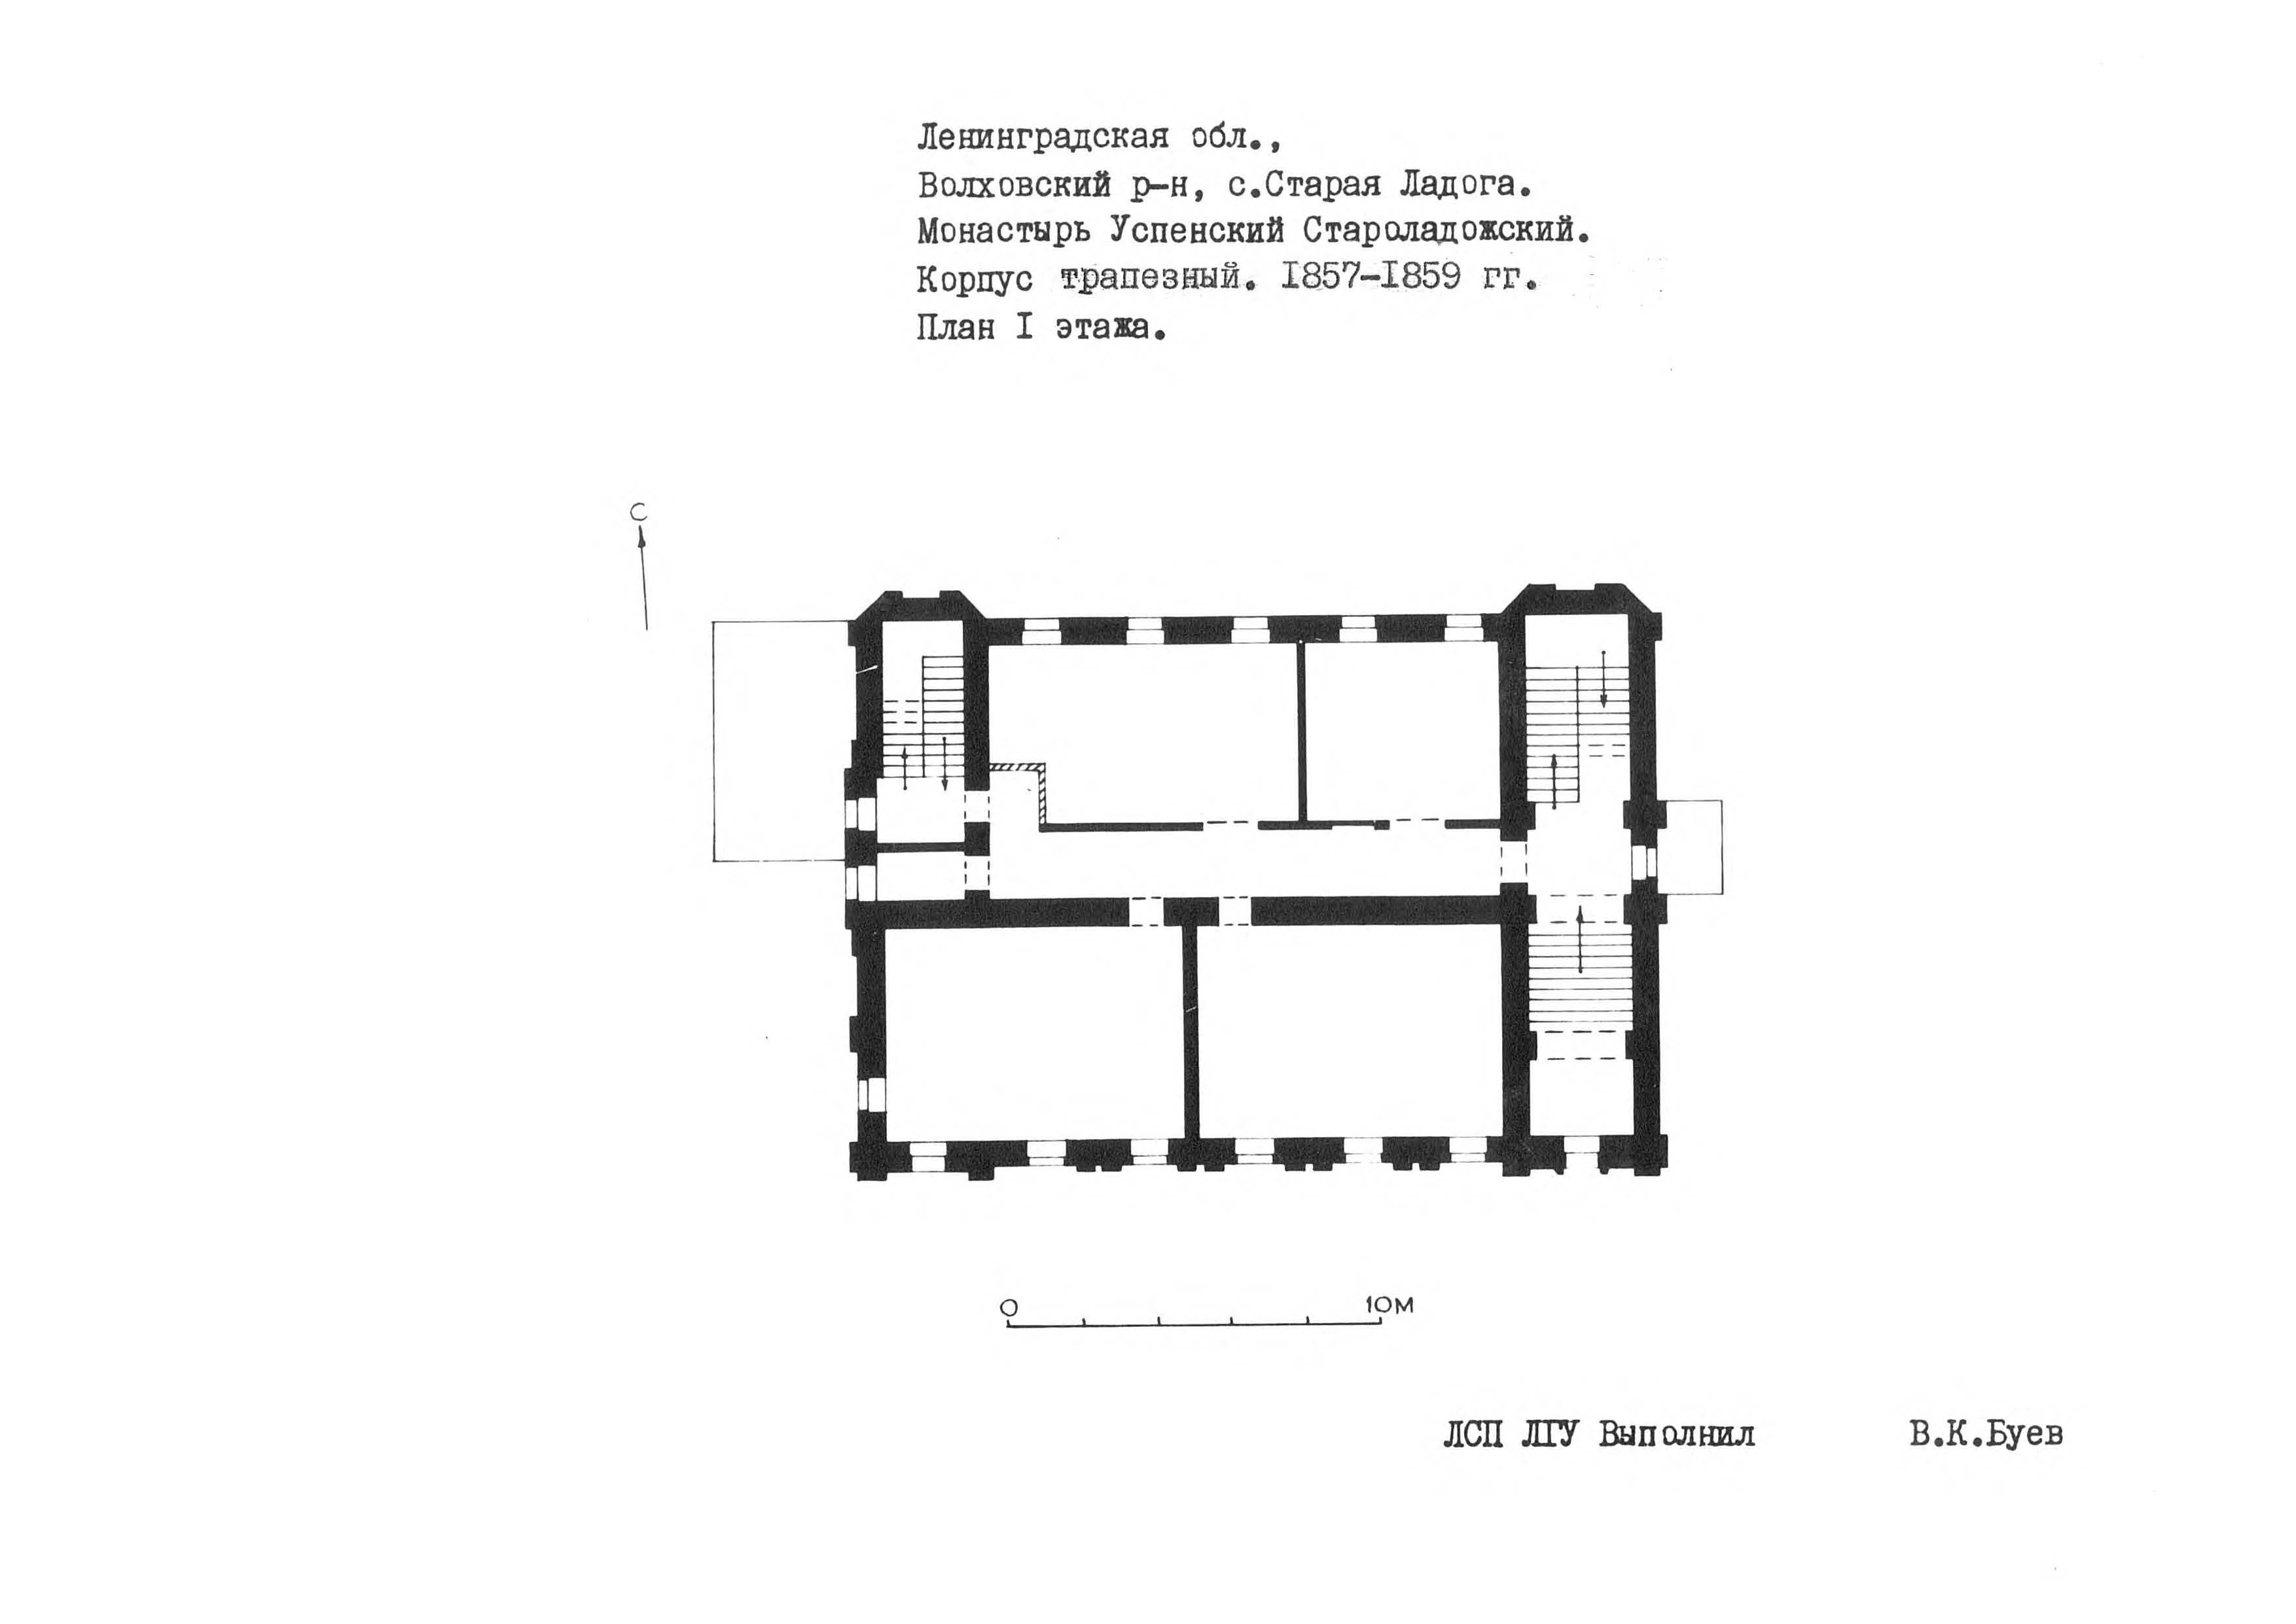 Ленинградская обл.,
Волховский р-н, с.Старая Ладога.
Монастырь Успенский Староладожский.
Корпус трапезный. I857-I859 гг.
План I этажа.
С
0 10М
ЛСП ЛГУ Выполнил В.К.Буев